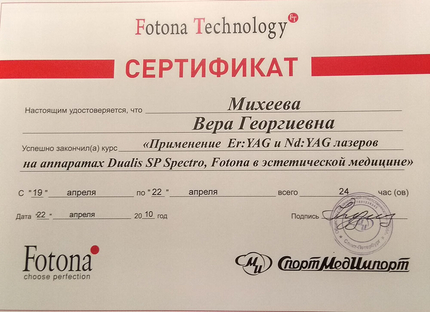 Fotona Technology FT
СЕРТИФИКАТ
Настоящим удостоверяется, что Михеева
Вера Георгиевна
Успешно закончил(а) курс «Применение Er:YAG и Nd:YAG лазеров
на аппаратах Dualis SP Spectro, Fotona в эстетической медицине»
С "19" апреля по "22" апреля всего 24 час (ов)
Дата "22" апреля 2010 год Подпись
Fotona
choose perfection
МИ СпортМедИмпорт